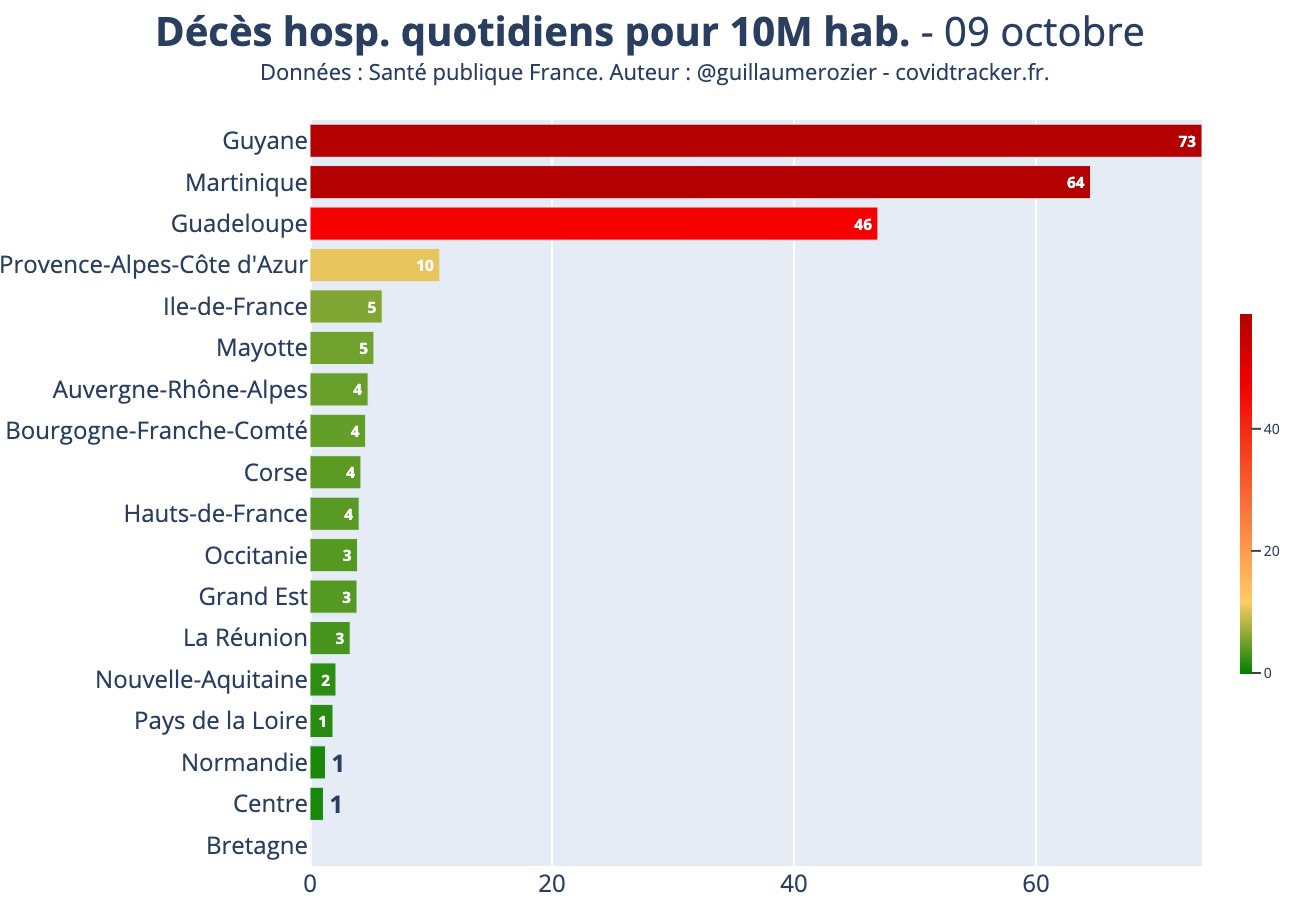 Décès hosp. quotidiens pour 10M hab. - 09 octobre
Données : Santé publique France. Auteur : @guillaumerozier - covidtracker.fr.
Guyane 73
Martinique 64
Guadeloupe 46
Provence-Alpes-Côte d'Azur 10
Ile-de-France 5
Mayotte 5
Auvergne-Rhône-Alpes 4
Bourgogne-Franche-Comté 4
Corse 4
Hauts-de-France 4
Occitanie 3
Grand Est 3
La Réunion 3
Nouvelle-Aquitaine 2
Pays de la Loire 1
Normandie 1
Centre 1
Bretagne
0 20 40 60
40
20
0